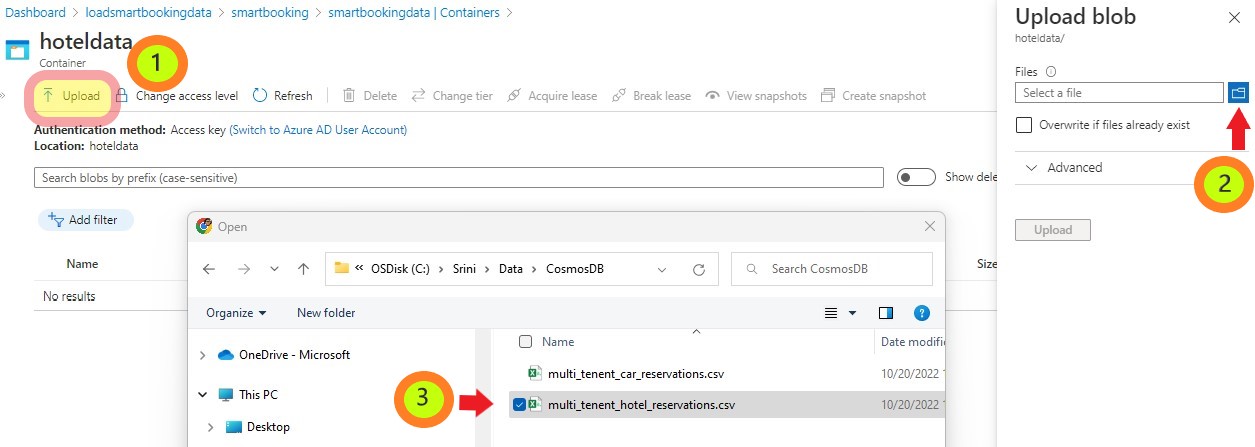 Dashboard > loadsmartbookingdata > smartbooking > smartbookingdata | Containers >
hoteldata
Container
1
Upload
Change access level
Refresh
Delete
Change tier
Acquire lease
Break lease
View snapshots
Create snapshot
Authentication method: Access key (Switch to Azure AD User Account)
Location: hoteldata
Search blobs by prefix (case-sensitive)
Show dele
Add filter
Name
Size
No results
Upload blob
hoteldata/
Files
Select a file
Overwrite if files already exist
Advanced
2
Upload
Open
« OSDisk (C:) > Srini > Data > CosmosDB
Search CosmosDB
Organize
New folder
OneDrive - Microsoft
This PC
Desktop
Name
Date modific
multi_tenent_car_reservations.csv
10/20/2022 1
3
multi_tenent_hotel_reservations.csv
10/20/2022 1